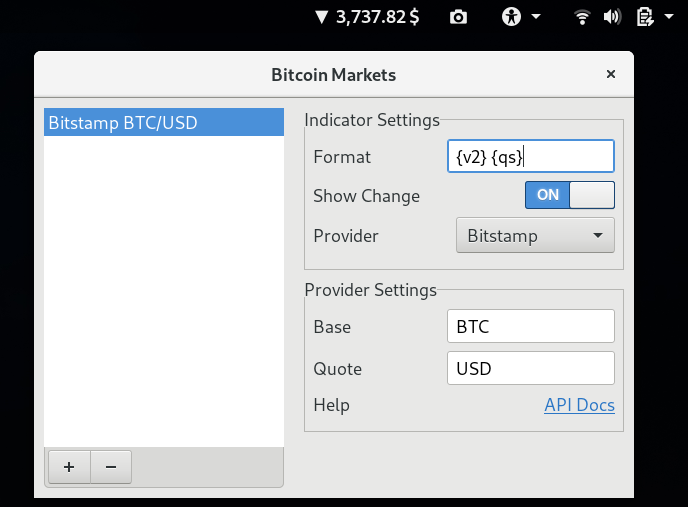 ▼ 3,737.82 $
Bitcoin Markets
Bitstamp BTC/USD
Indicator Settings
Format {v2} {qs}
Show Change ON
Provider Bitstamp
Provider Settings
Base BTC
Quote USD
Help API Docs